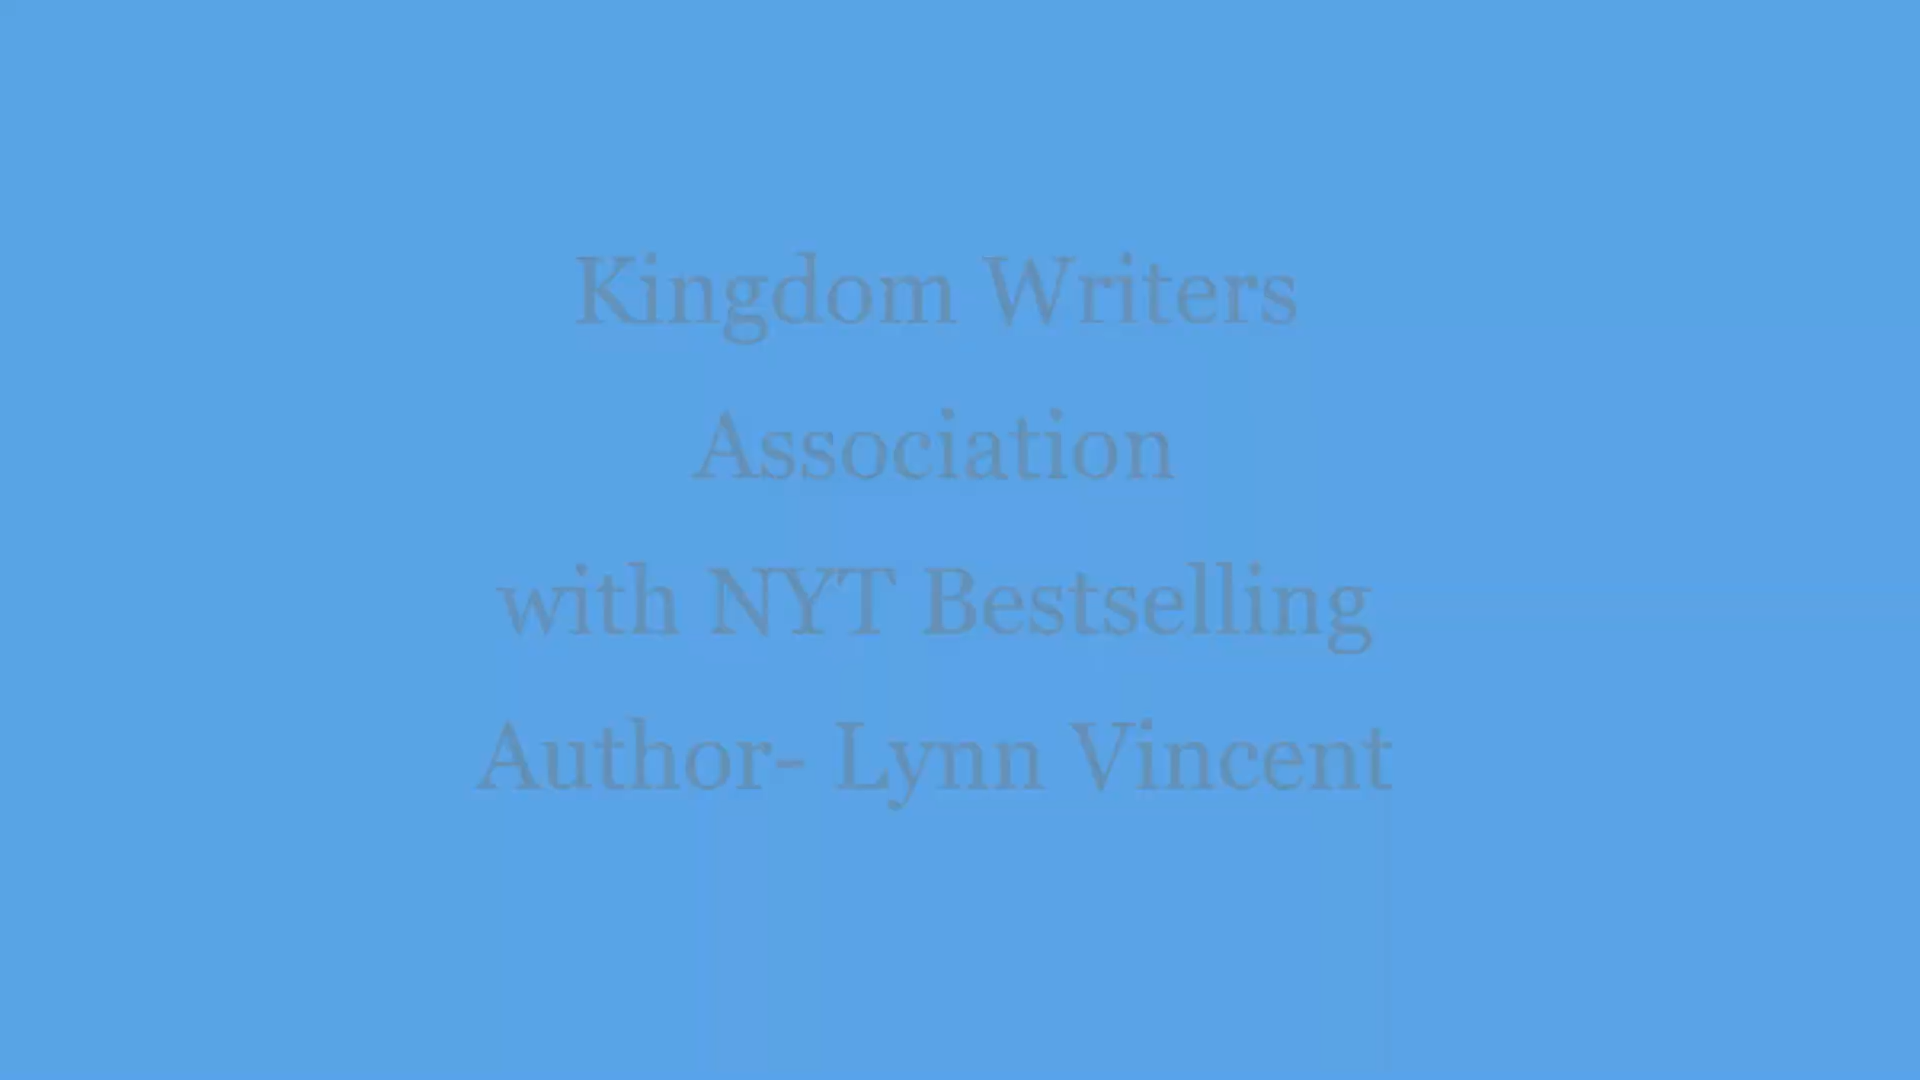 Kingdom Writers
Association
with NYT Bestselling
Author- Lynn Vincent